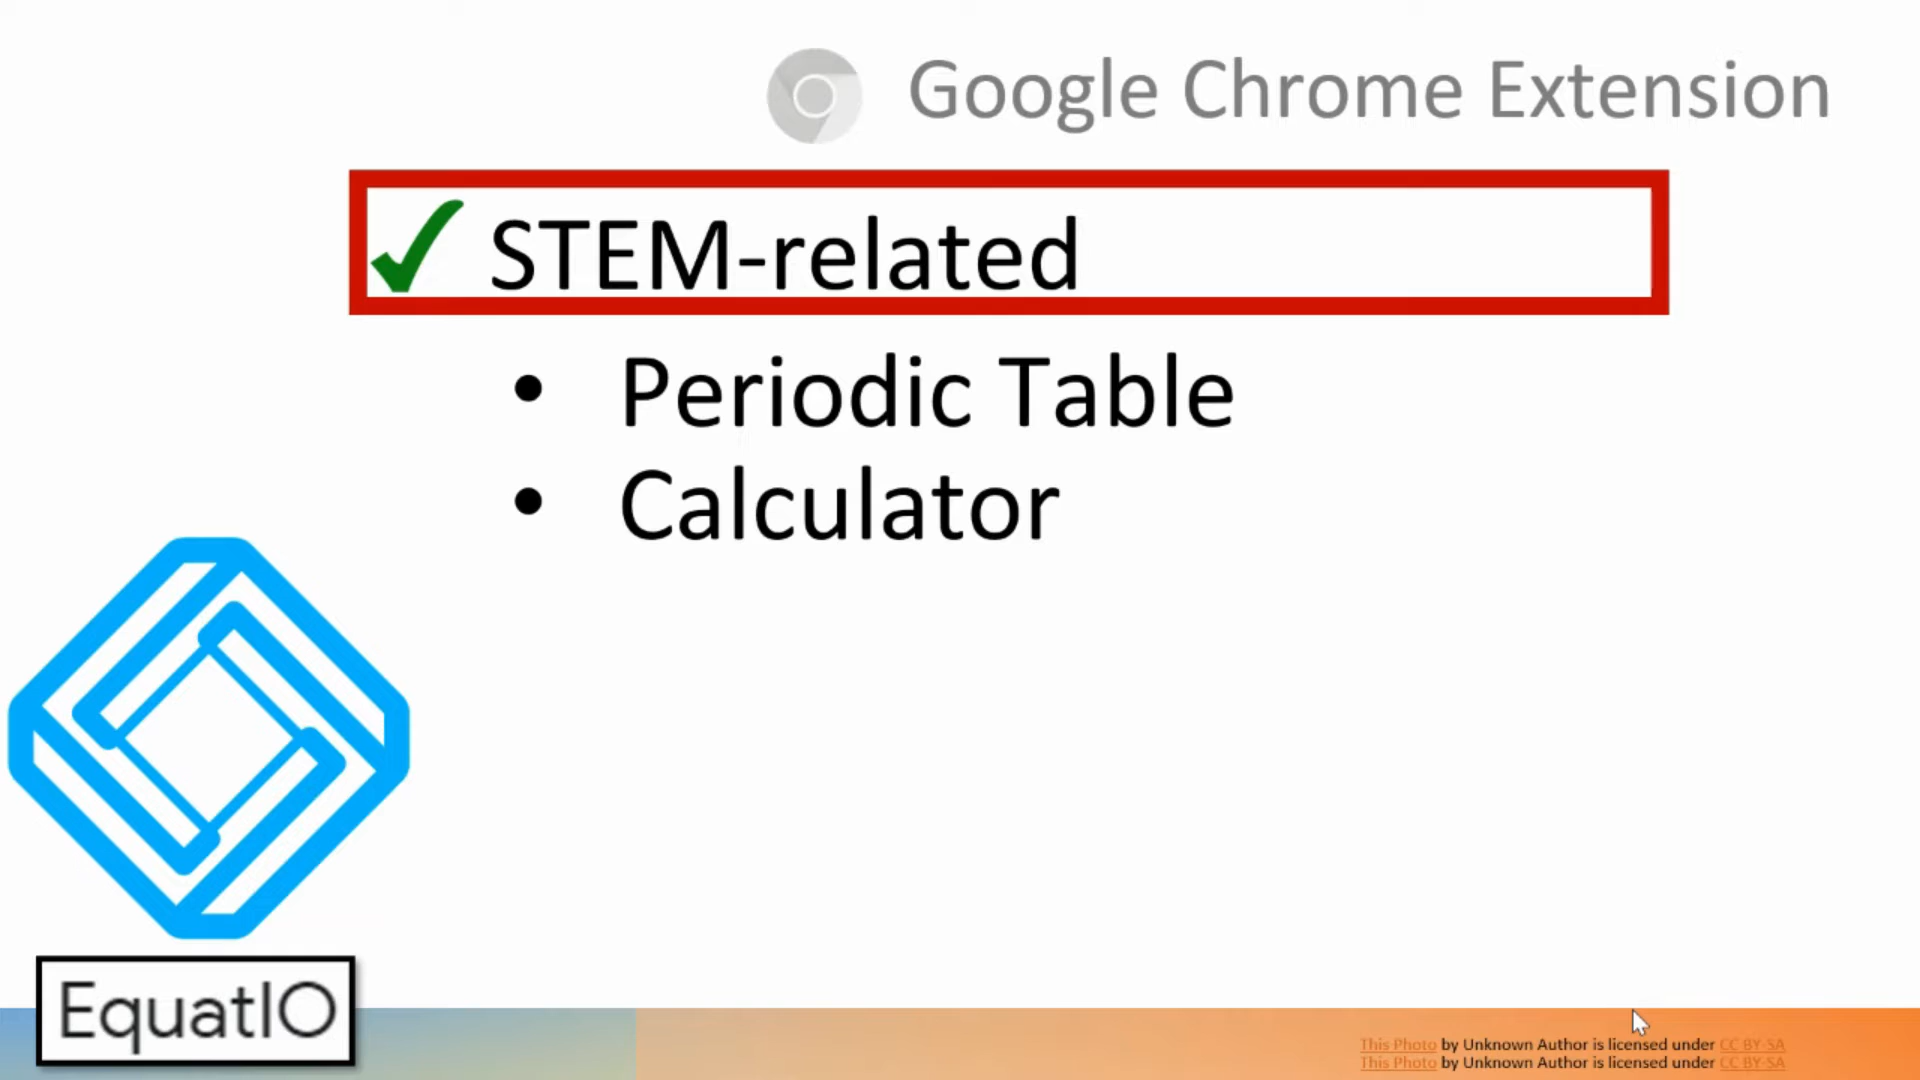 Google Chrome Extension
STEM-related
• Periodic Table
• Calculator
EquatIO
This Photo by Unknown Author is licensed under CC BY-SA
This Photo by Unknown Author is licensed under CC BY-SA